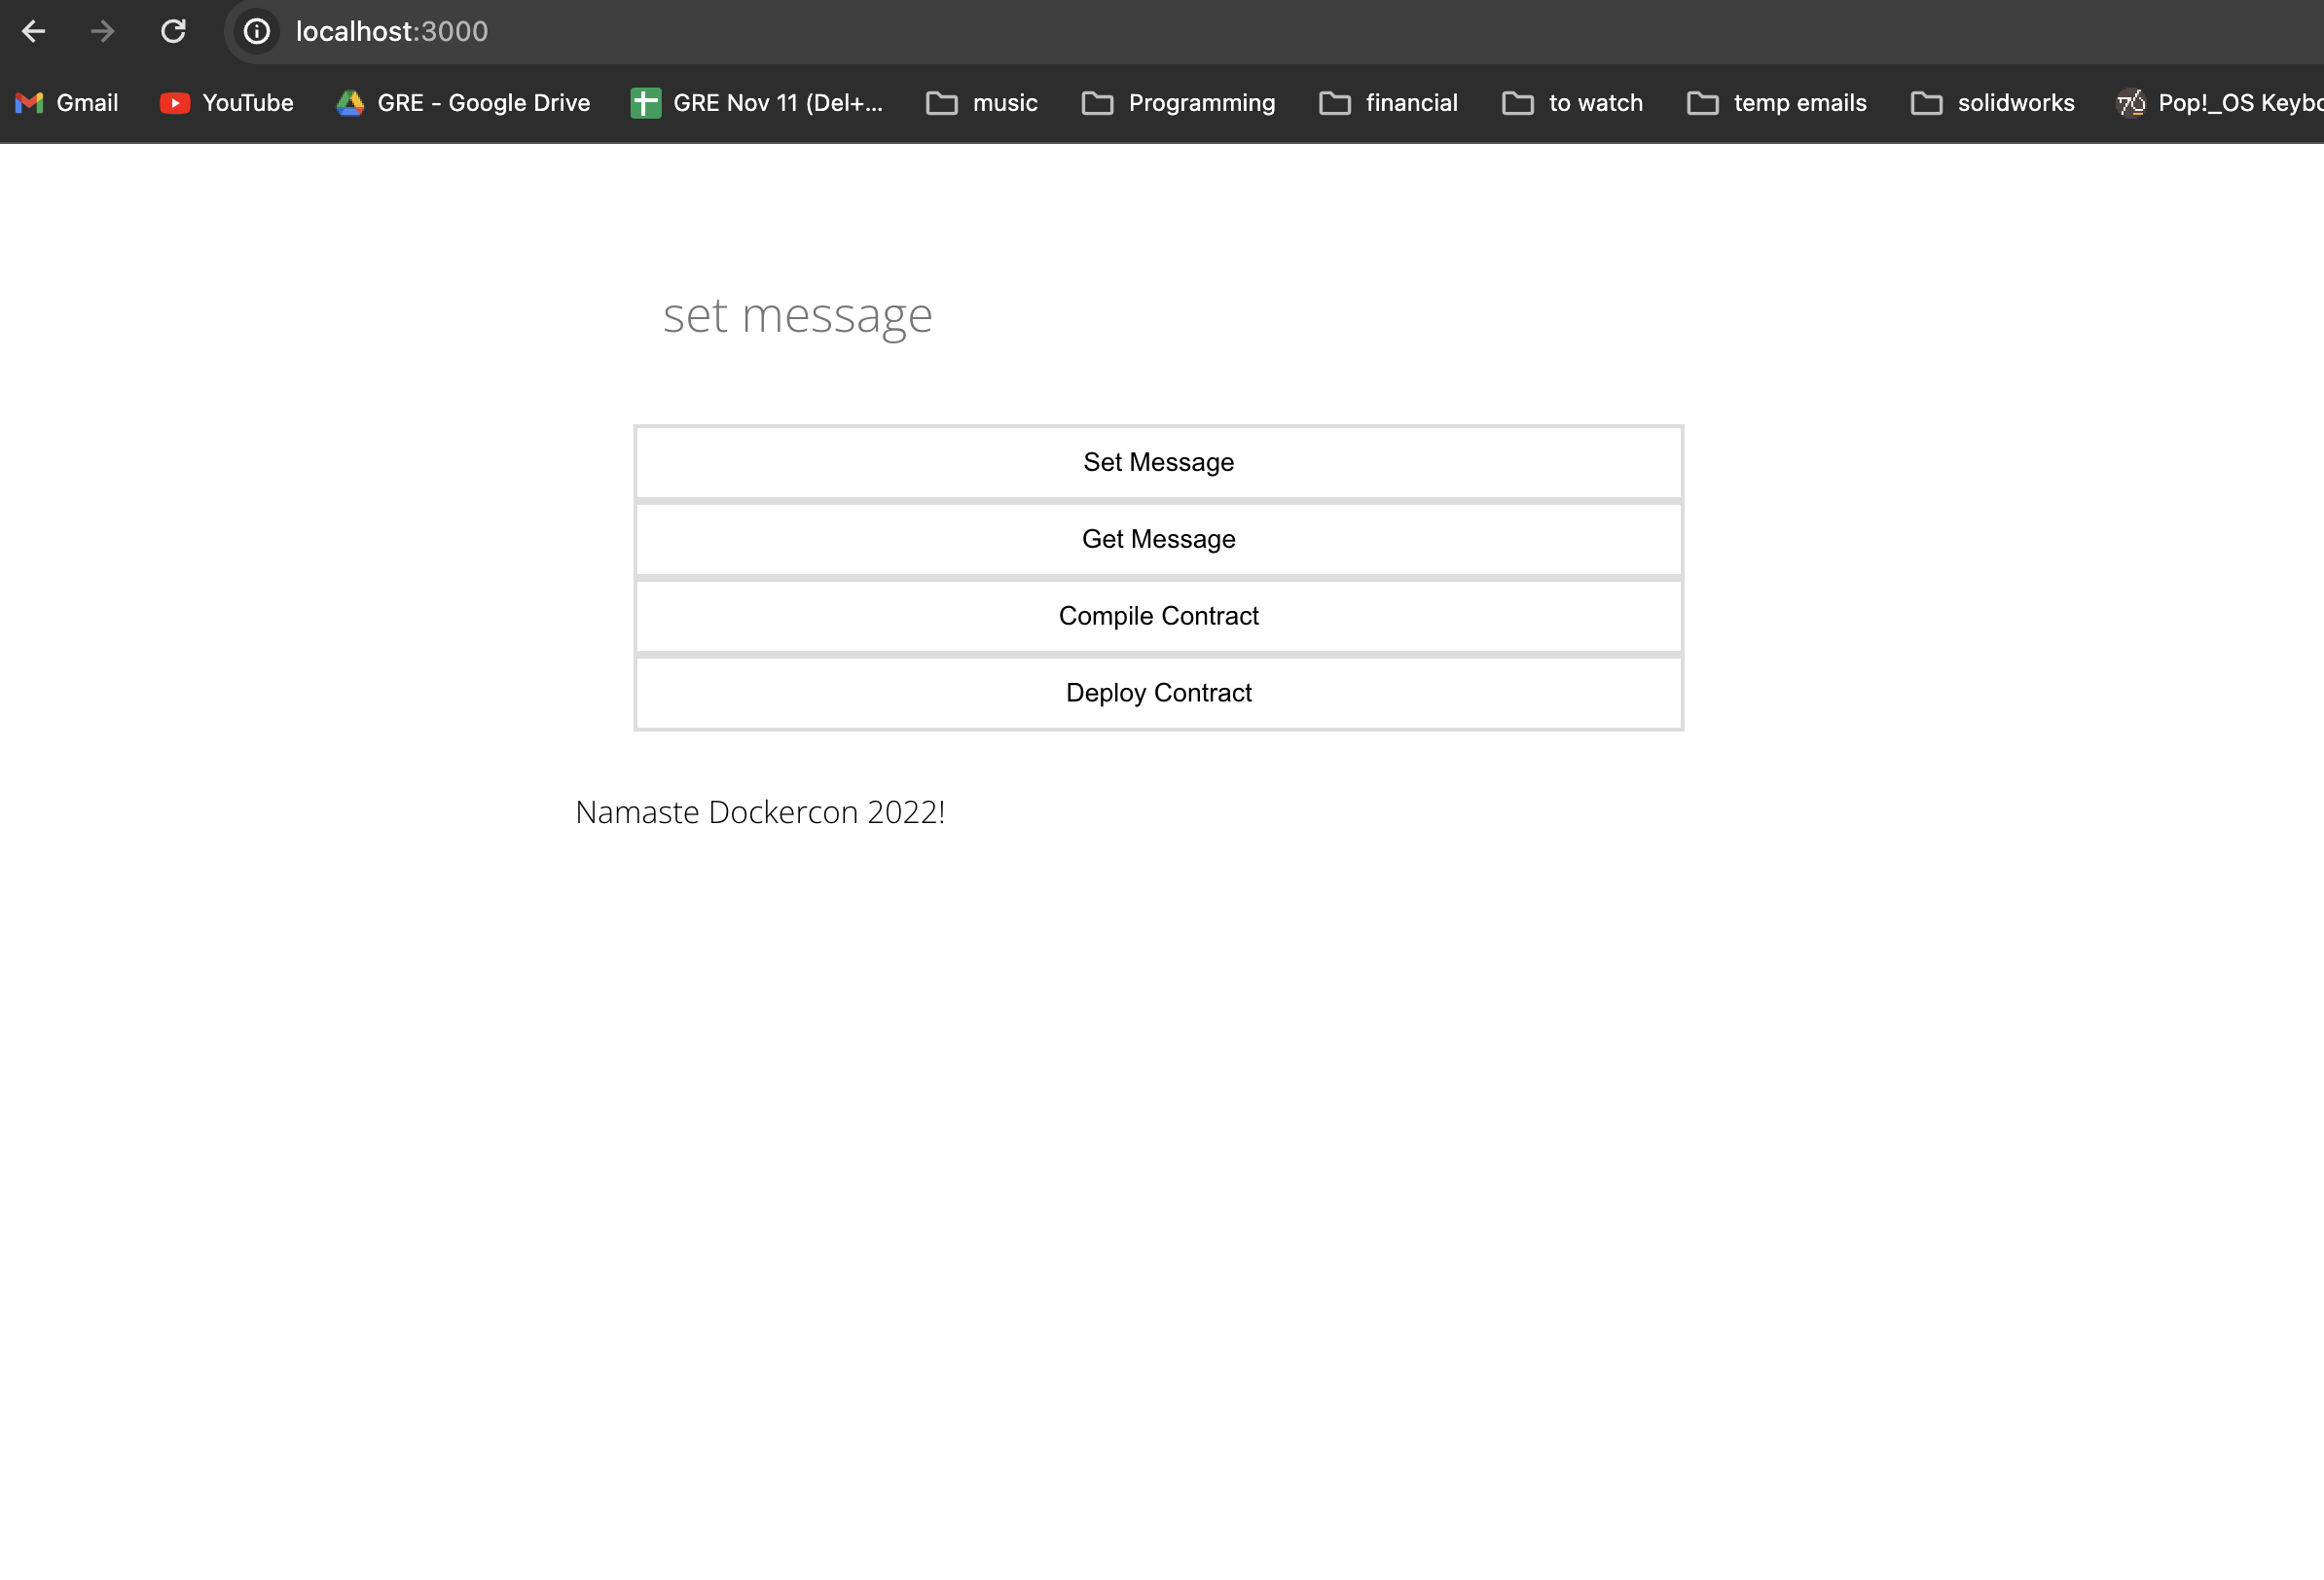 localhost:3000
Gmail YouTube GRE - Google Drive GRE Nov 11 (Del+... music Programming financial to watch temp emails solidworks Pop!_OS Keybo
set message
Set Message
Get Message
Compile Contract
Deploy Contract
Namaste Dockercon 2022!